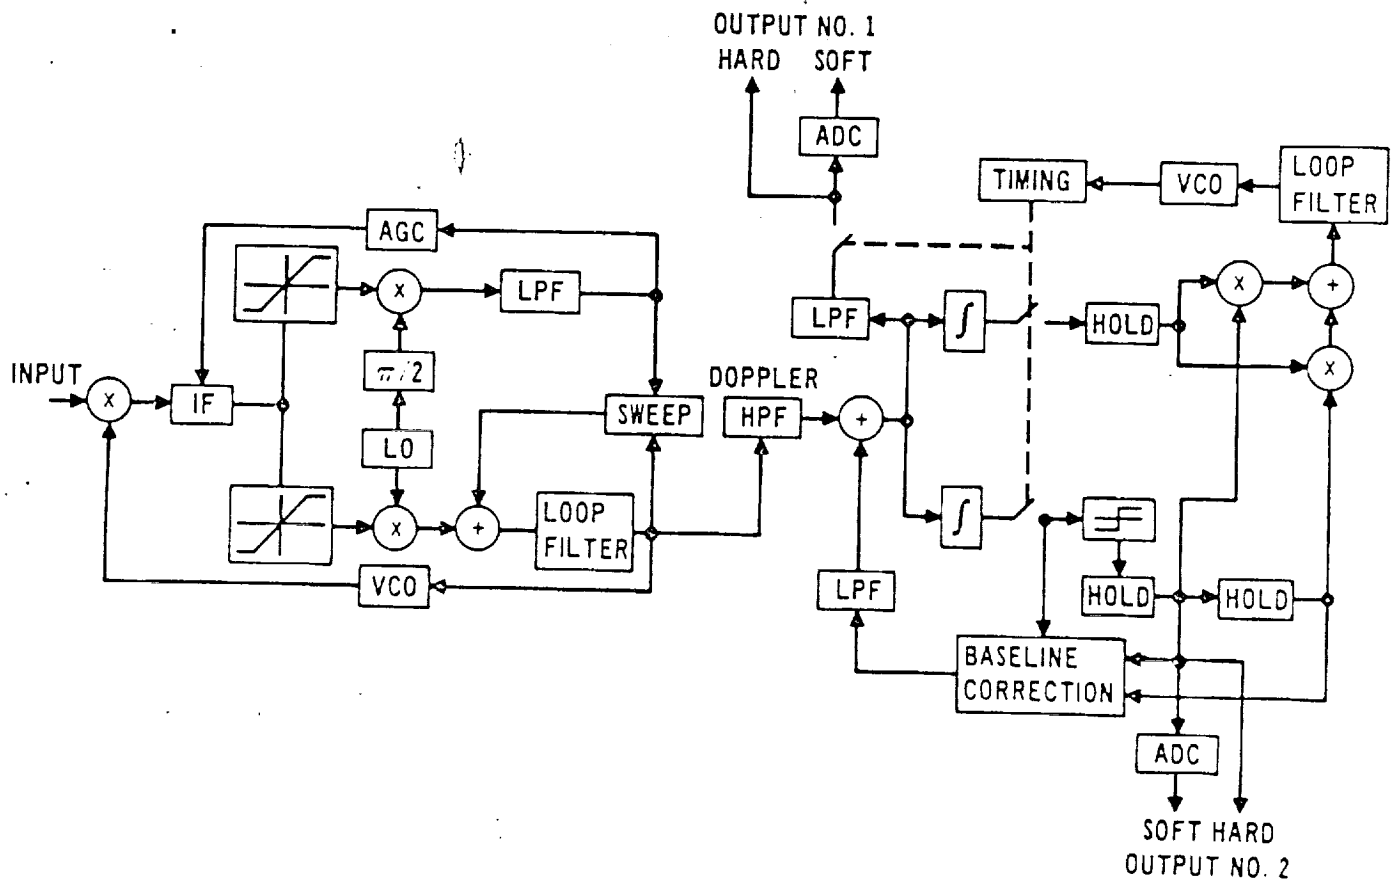 OUTPUT NO. 1
HARD SOFT
ADC
TIMING
VCO
LOOP
FILTER
AGC
X
LPF
LPF
∫
HOLD
X
+
X
π/2
INPUT
X
IF
LO
SWEEP
DOPPLER
HPF
+
X
+
LOOP
FILTER
∫
VCO
LPF
HOLD
HOLD
BASELINE
CORRECTION
ADC
SOFT HARD
OUTPUT NO. 2